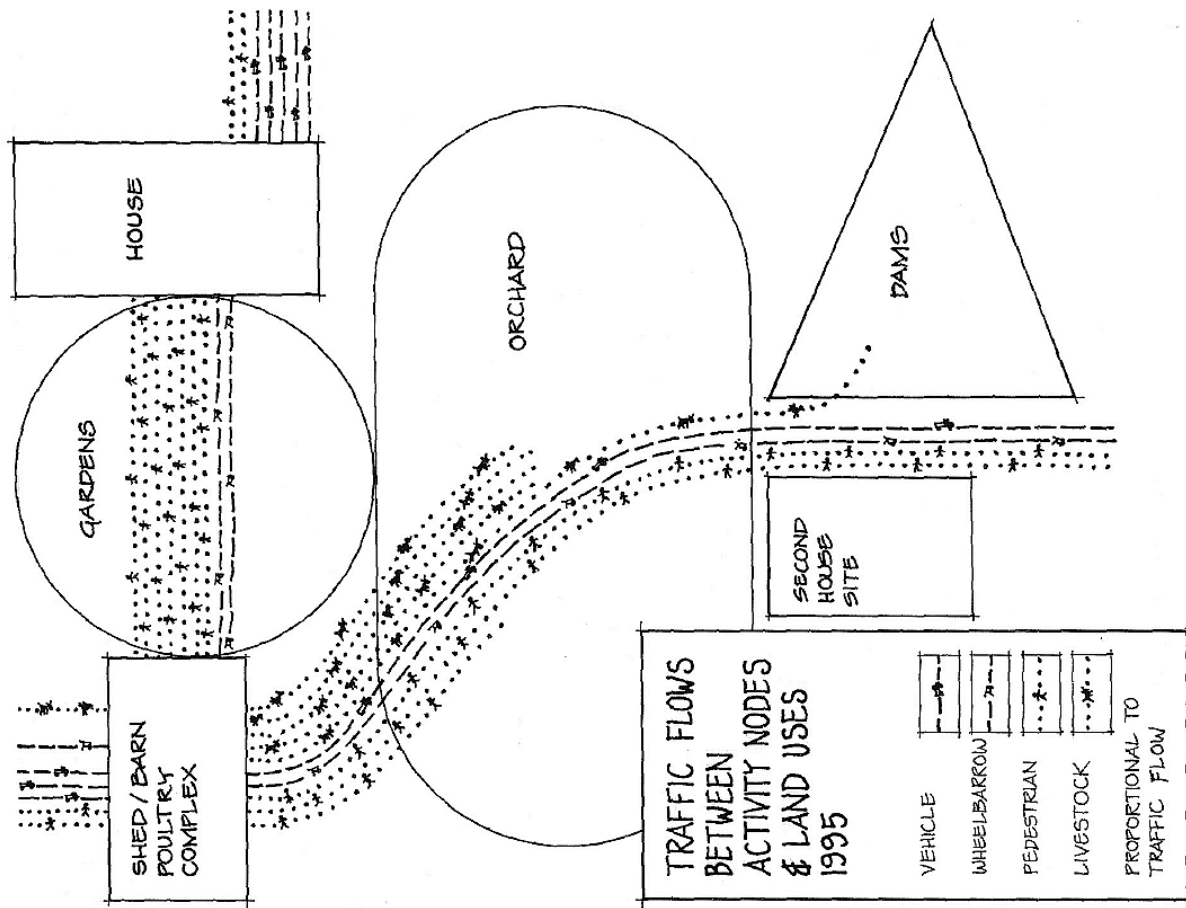 HOUSE
GARDENS
ORCHARD
DAMS
SHED/BARN
POULTRY
COMPLEX
SECOND
HOUSE
SITE
TRAFFIC FLOWS
BETWEEN
ACTIVITY NODES
& LAND USES
1995
VEHICLE
WHEELBARROW
PEDESTRIAN
LIVESTOCK
PROPORTIONAL TO
TRAFFIC FLOW